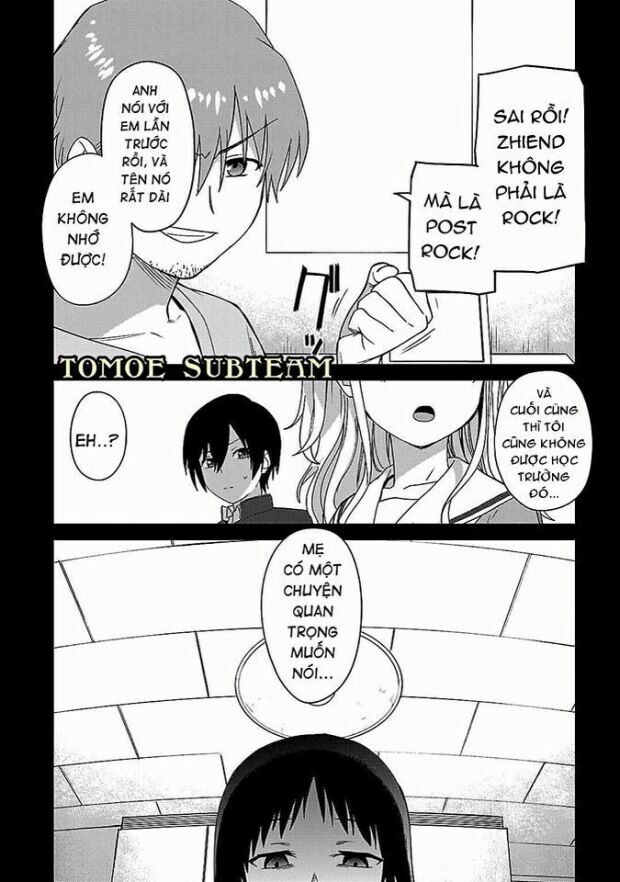 SAI RỒI!
ZHIEND
KHÔNG
PHẢI LÀ
ROCK!
MÀ LÀ
POST
ROCK!
ANH
NÓI VỚI
EM LẦN
TRƯỚC
RỒI, VÀ
TÊN NÓ
RẤT DÀI
EM
KHÔNG
NHỚ
ĐƯỢC!
TOMOE SUBTEAM
VÀ
CUỐI CÙNG
THÌ TÔI
CŨNG KHÔNG
ĐƯỢC HỌC
TRƯỜNG
ĐÓ...
EH..?
MẸ
CÓ MỘT
CHUYỆN
QUAN
TRỌNG
MUỐN
NÓI...